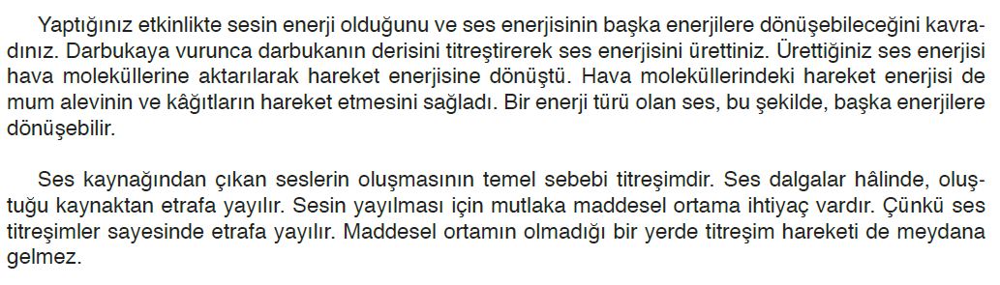 Yaptığınız etkinlikte sesin enerji olduğunu ve ses enerjisinin başka enerjilere dönüşebileceğini kavra-
dınız. Darbukaya vurunca darbukanın derisini titreştirerek ses enerjisini ürettiniz. Ürettiğiniz ses enerjisi
hava moleküllerine aktarılarak hareket enerjisine dönüştü. Hava moleküllerindeki hareket enerjisi de
mum alevinin ve kâğıtların hareket etmesini sağladı. Bir enerji türü olan ses, bu şekilde, başka enerjilere
dönüşebilir.
Ses kaynağından çıkan seslerin oluşmasının temel sebebi titreşimdir. Ses dalgalar hâlinde, oluş-
tuğu kaynaktan etrafa yayılır. Sesin yayılması için mutlaka maddesel ortama ihtiyaç vardır. Çünkü ses
titreşimler sayesinde etrafa yayılır. Maddesel ortamın olmadığı bir yerde titreşim hareketi de meydana
gelmez.